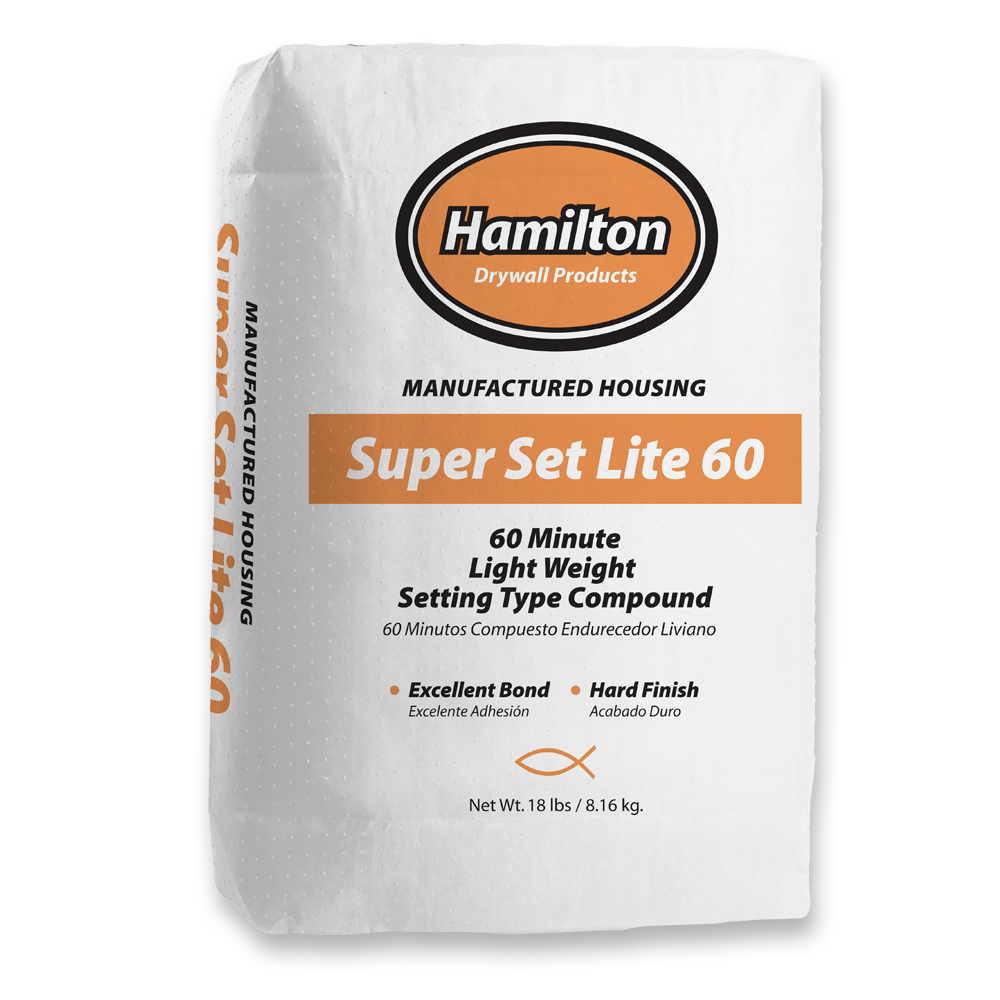 Hamilton
Drywall Products
MANUFACTURED HOUSING
Super Set Lite 60
60 Minute
Light Weight
Setting Type Compound
60 Minutos Compuesto Endurecedor Liviano
• Excellent Bond • Hard Finish
Excelente Adhesión Acabado Duro
Net Wt. 18 lbs / 8.16 kg.
MANUFACTURED HOUSING
Super Set Lite 60